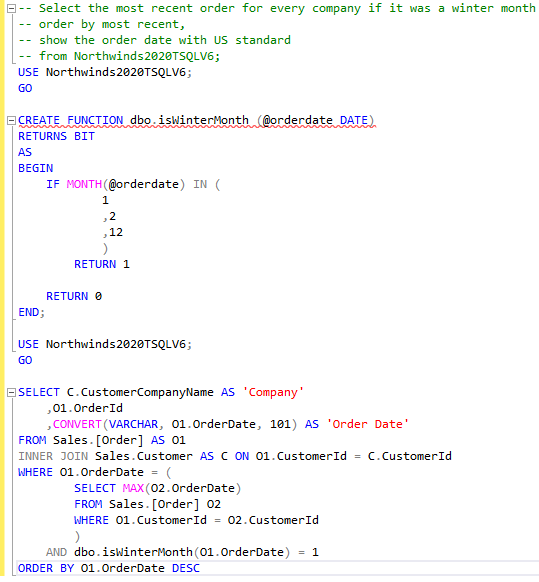 -- Select the most recent order for every company if it was a winter month
-- order by most recent,
-- show the order date with US standard
-- from Northwinds2020TSQLV6;
USE Northwinds2020TSQLV6;
GO
CREATE FUNCTION dbo.isWinterMonth (@orderdate DATE)
RETURNS BIT
AS
BEGIN
IF MONTH(@orderdate) IN (
1
,2
,12
)
RETURN 1
RETURN 0
END;
USE Northwinds2020TSQLV6;
GO
SELECT C.CustomerCompanyName AS 'Company'
,O1.OrderId
,CONVERT(VARCHAR, O1.OrderDate, 101) AS 'Order Date'
FROM Sales.[Order] AS O1
INNER JOIN Sales.Customer AS C ON O1.CustomerId = C.CustomerId
WHERE O1.OrderDate = (
SELECT MAX(O2.OrderDate)
FROM Sales.[Order] O2
WHERE O1.CustomerId = O2.CustomerId
)
AND dbo.isWinterMonth(O1.OrderDate) = 1
ORDER BY O1.OrderDate DESC